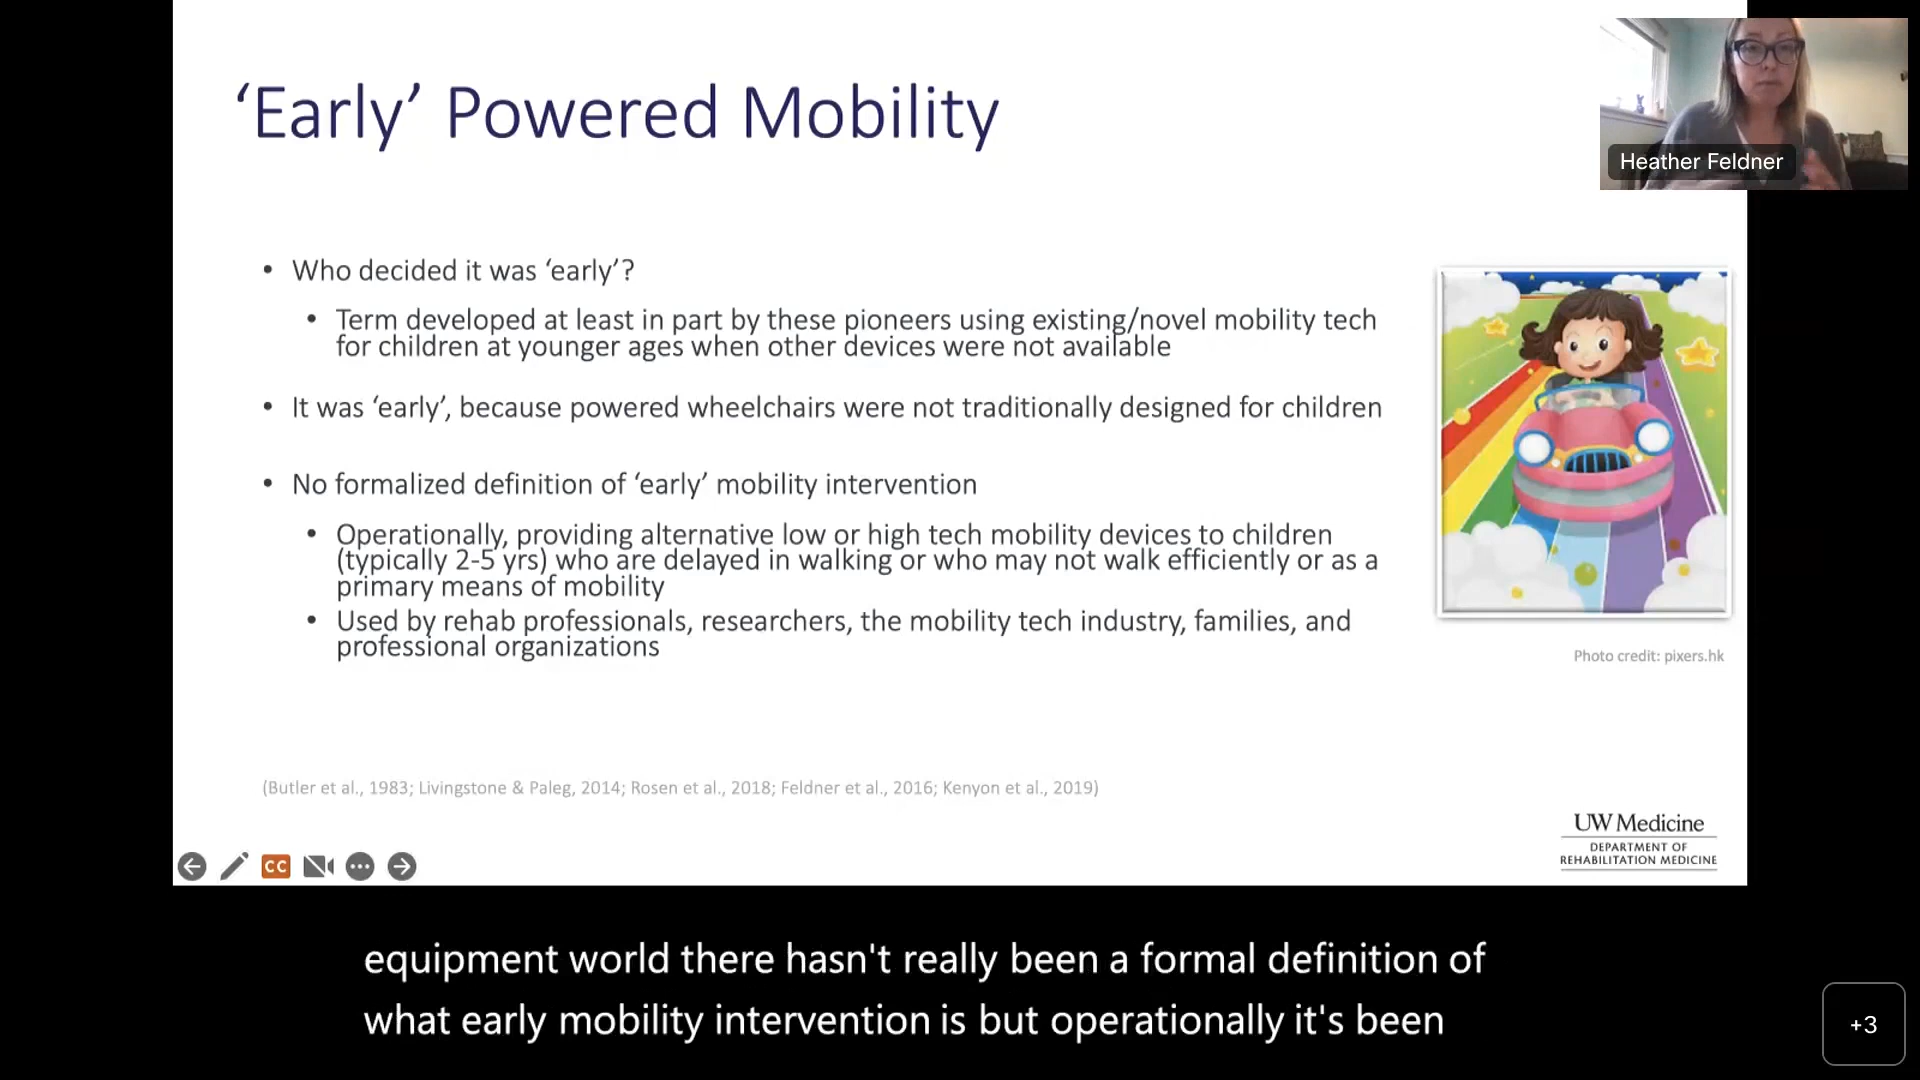 ‘Early’ Powered Mobility
Heather Feldner
• Who decided it was ‘early’?
• Term developed at least in part by these pioneers using existing/novel mobility tech
for children at younger ages when other devices were not available
• It was ‘early’, because powered wheelchairs were not traditionally designed for children
• No formalized definition of ‘early’ mobility intervention
• Operationally, providing alternative low or high tech mobility devices to children
(typically 2-5 yrs) who are delayed in walking or who may not walk efficiently or as a
primary means of mobility
• Used by rehab professionals, researchers, the mobility tech industry, families, and
professional organizations
Photo credit: pixers.hk
(Butler et al., 1983; Livingstone & Paleg, 2014; Rosen et al., 2018; Feldner et al., 2016; Kenyon et al., 2019)
UW Medicine
DEPARTMENT OF
REHABILITATION MEDICINE
CC
equipment world there hasn't really been a formal definition of
what early mobility intervention is but operationally it's been
+3